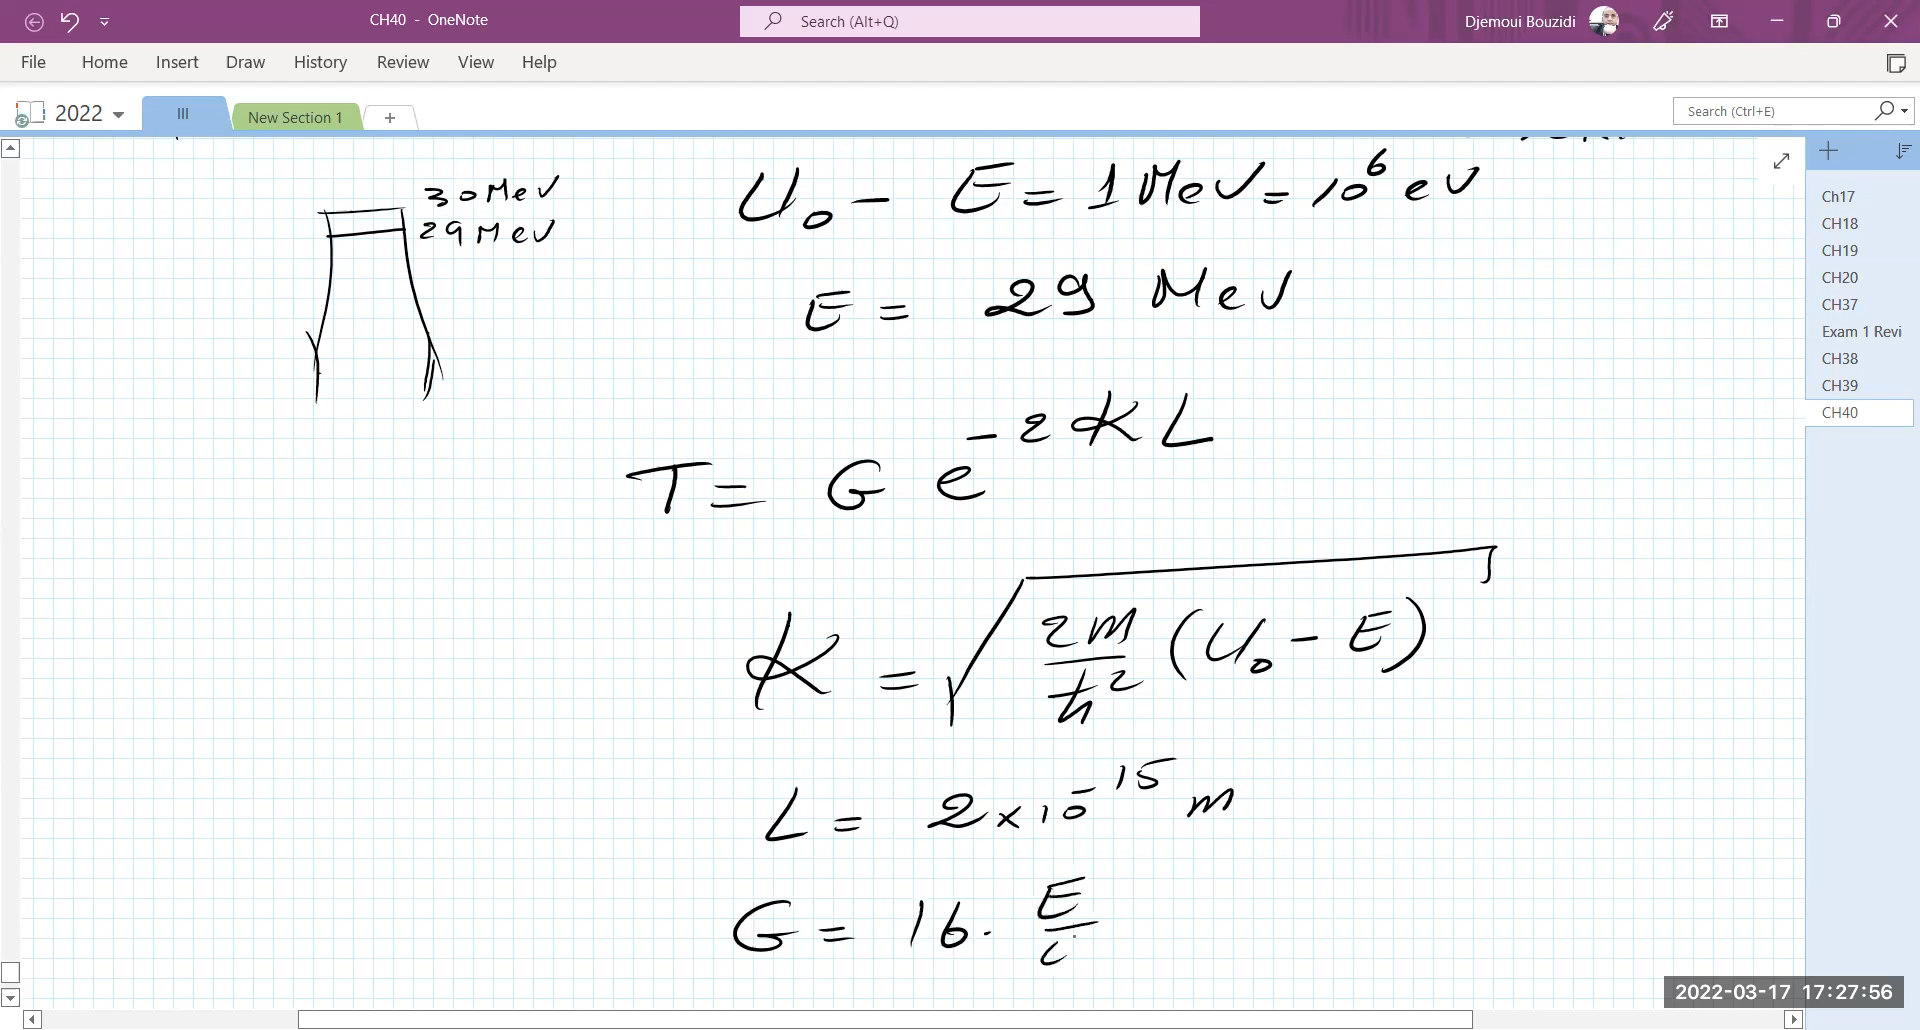 CH40 - OneNote
Search (Alt+Q)
Djemoui Bouzidi
File Home Insert Draw History Review View Help
2022
III
New Section 1
+
Search (Ctrl+E)
30 MeV
29 MeV
U₀ - E = 1 MeV = 10⁶ eV
E = 29 MeV
T = G e^{-2KL}
K = √(2m/ħ² (U₀ - E))
L = 2 × 10⁻¹⁵ m
G = 16 · E/
Ch17
CH18
CH19
CH20
CH37
Exam 1 Revi
CH38
CH39
CH40
2022-03-17 17:27:56